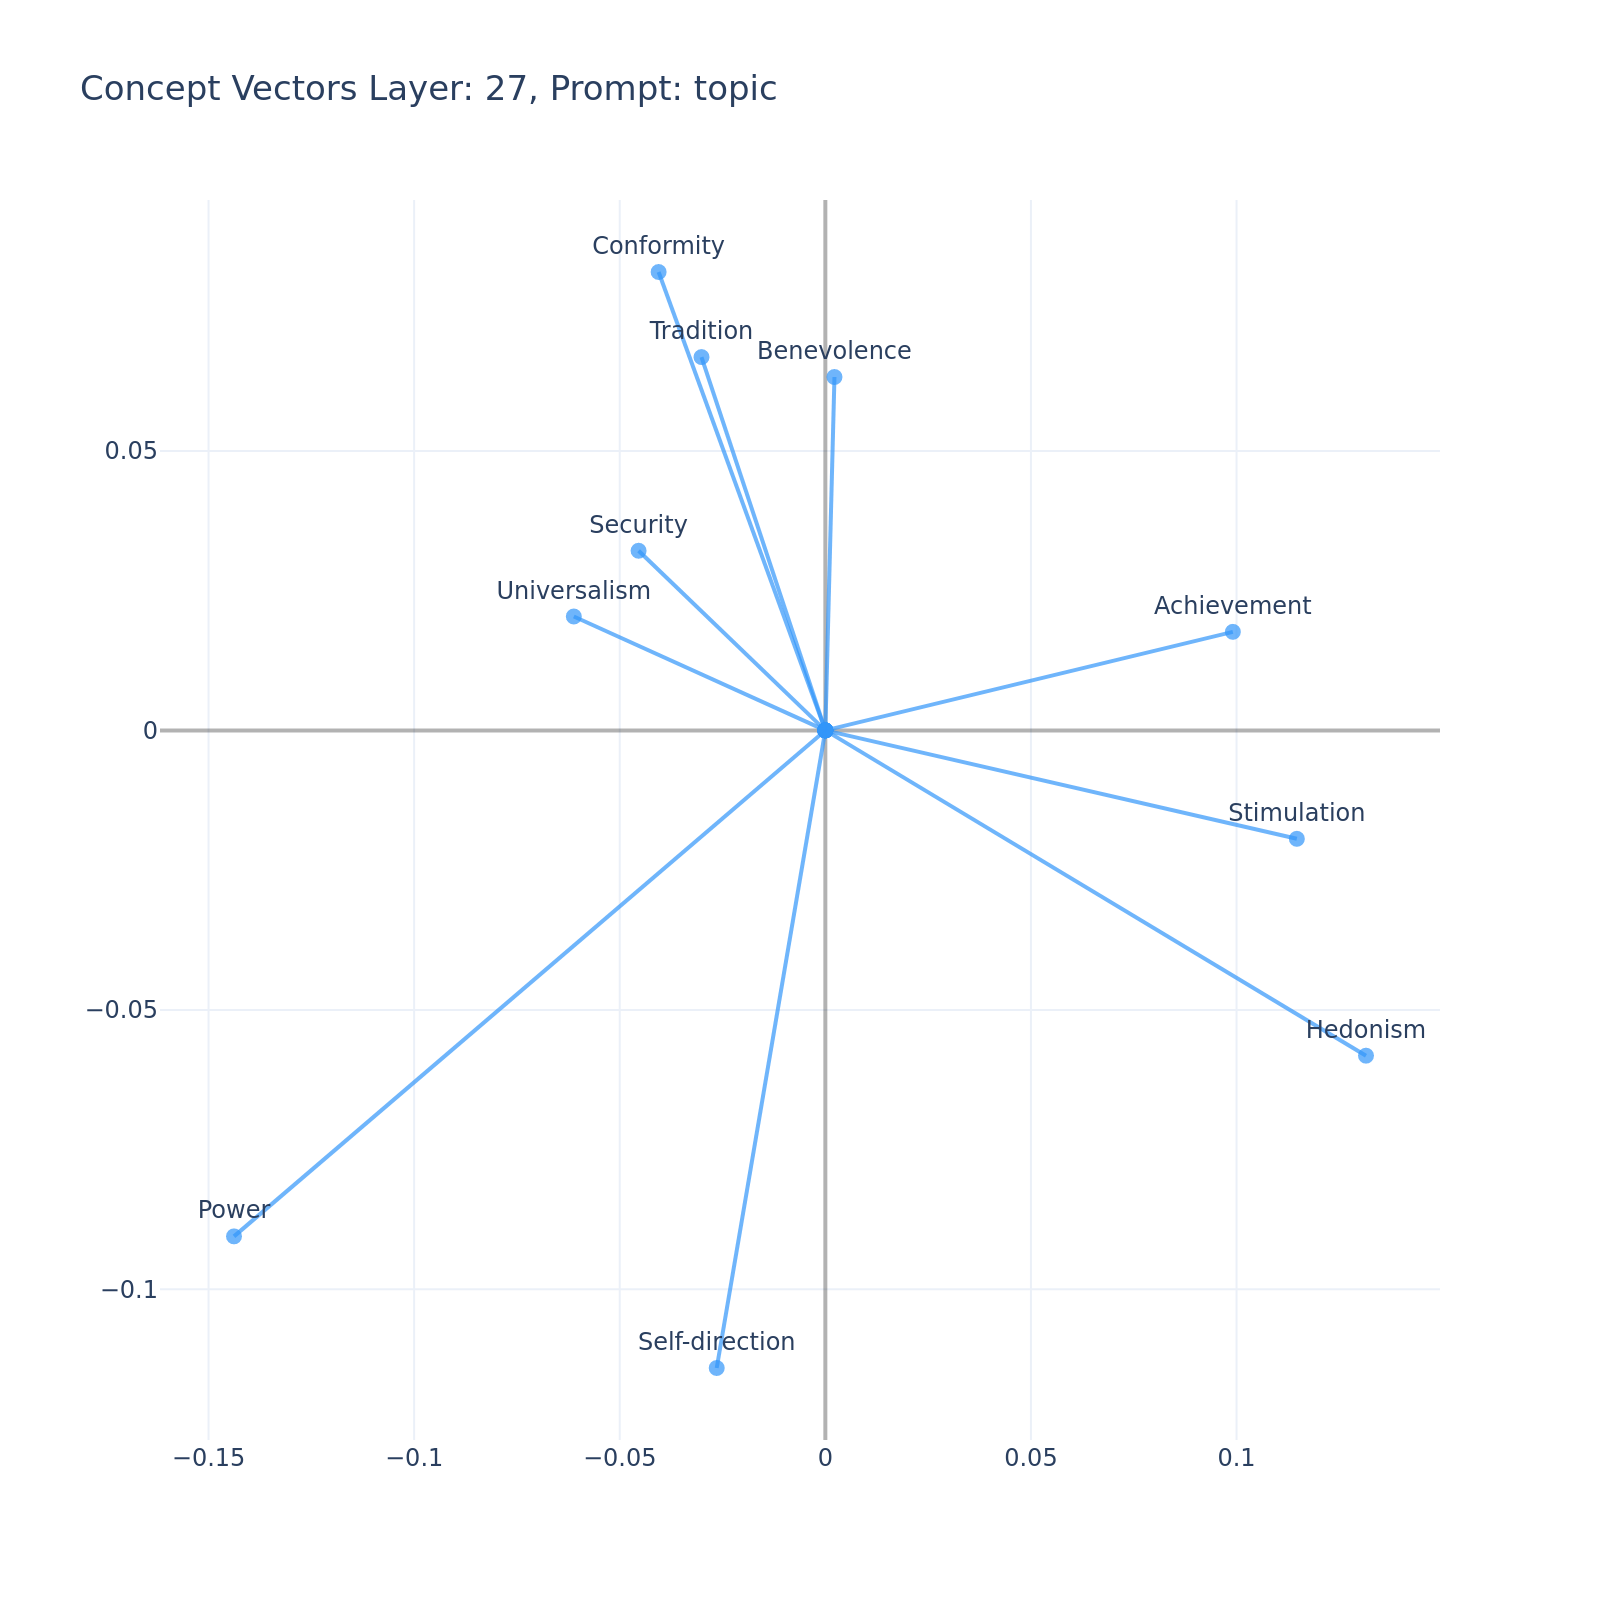 Concept Vectors Layer: 27, Prompt: topic
Conformity
Tradition
Benevolence
0.05
Security
Universalism
Achievement
0
Stimulation
−0.05
Hedonism
Power
−0.1
Self-direction
−0.15
−0.1
−0.05
0
0.05
0.1